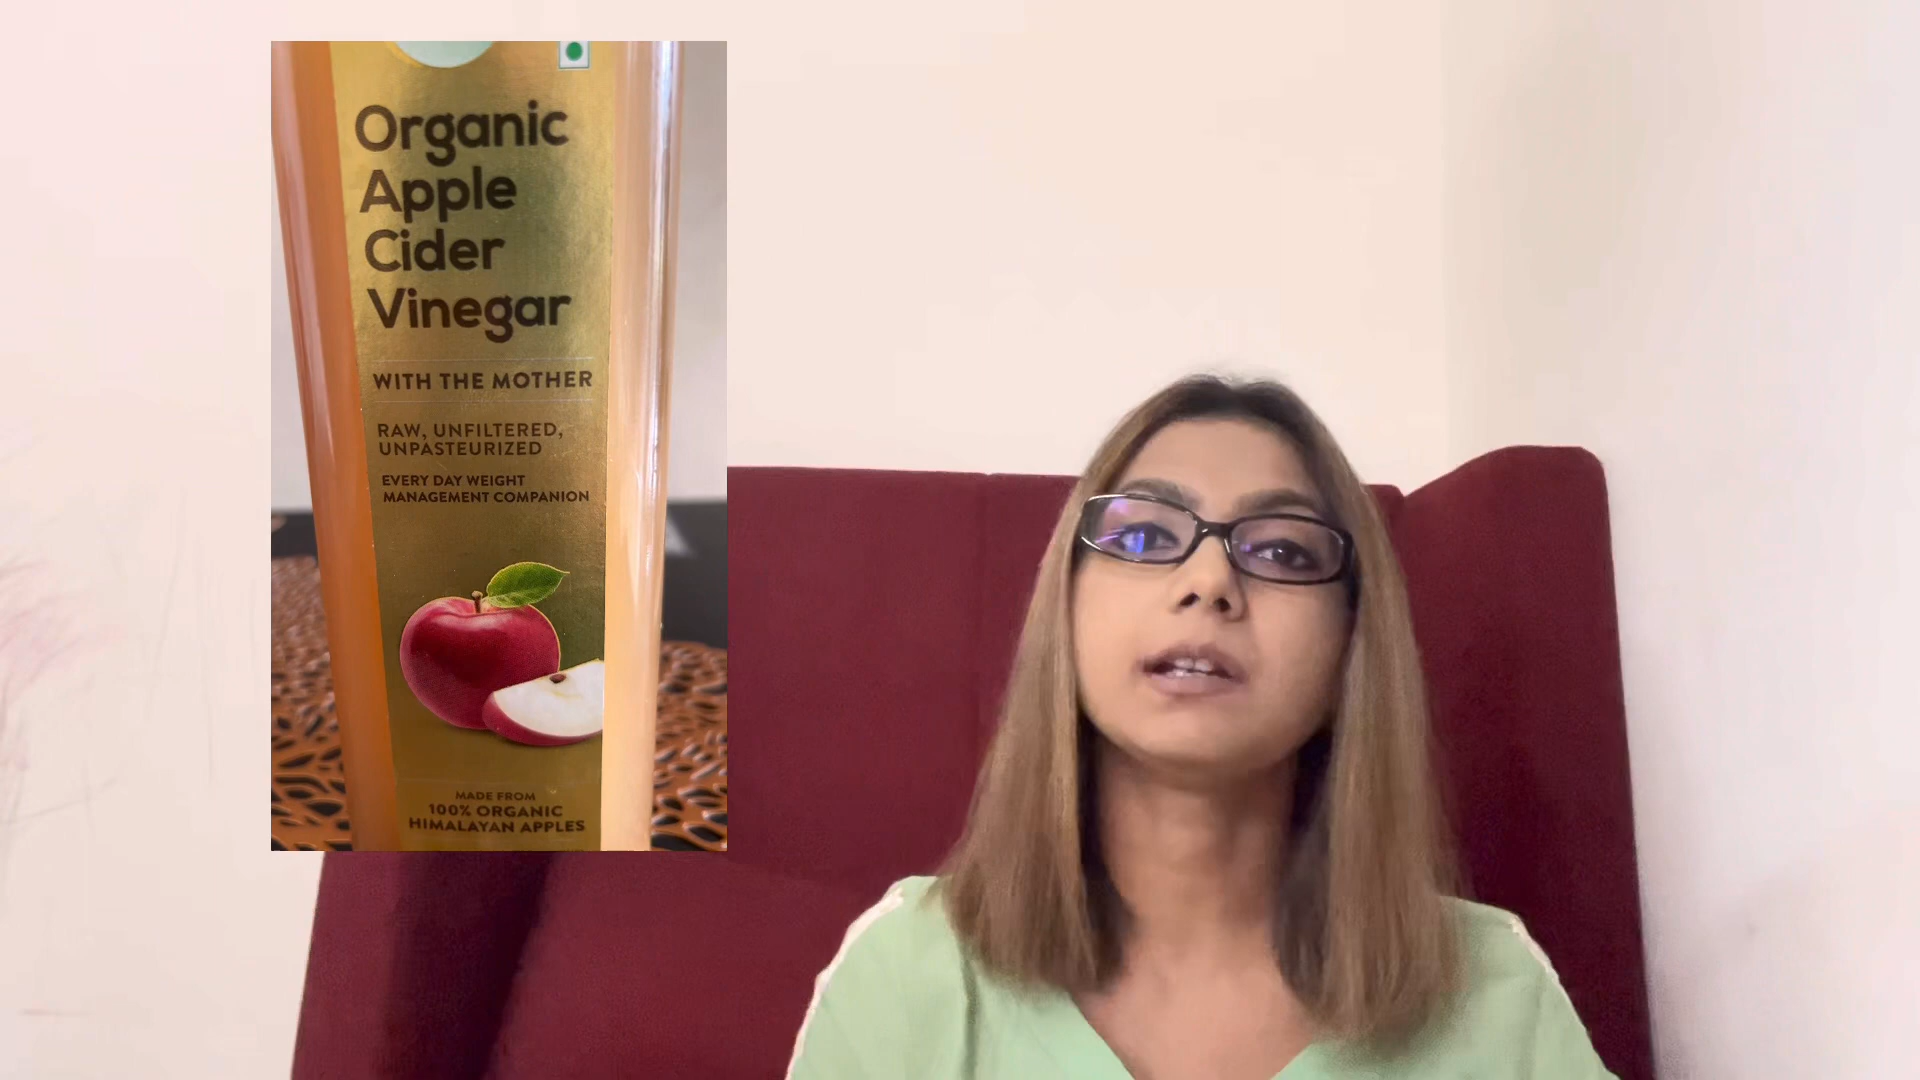 Organic
Apple
Cider
Vinegar
WITH THE MOTHER
RAW, UNFILTERED,
UNPASTEURIZED
EVERY DAY WEIGHT
MANAGEMENT COMPANION
MADE FROM
100% ORGANIC
HIMALAYAN APPLES